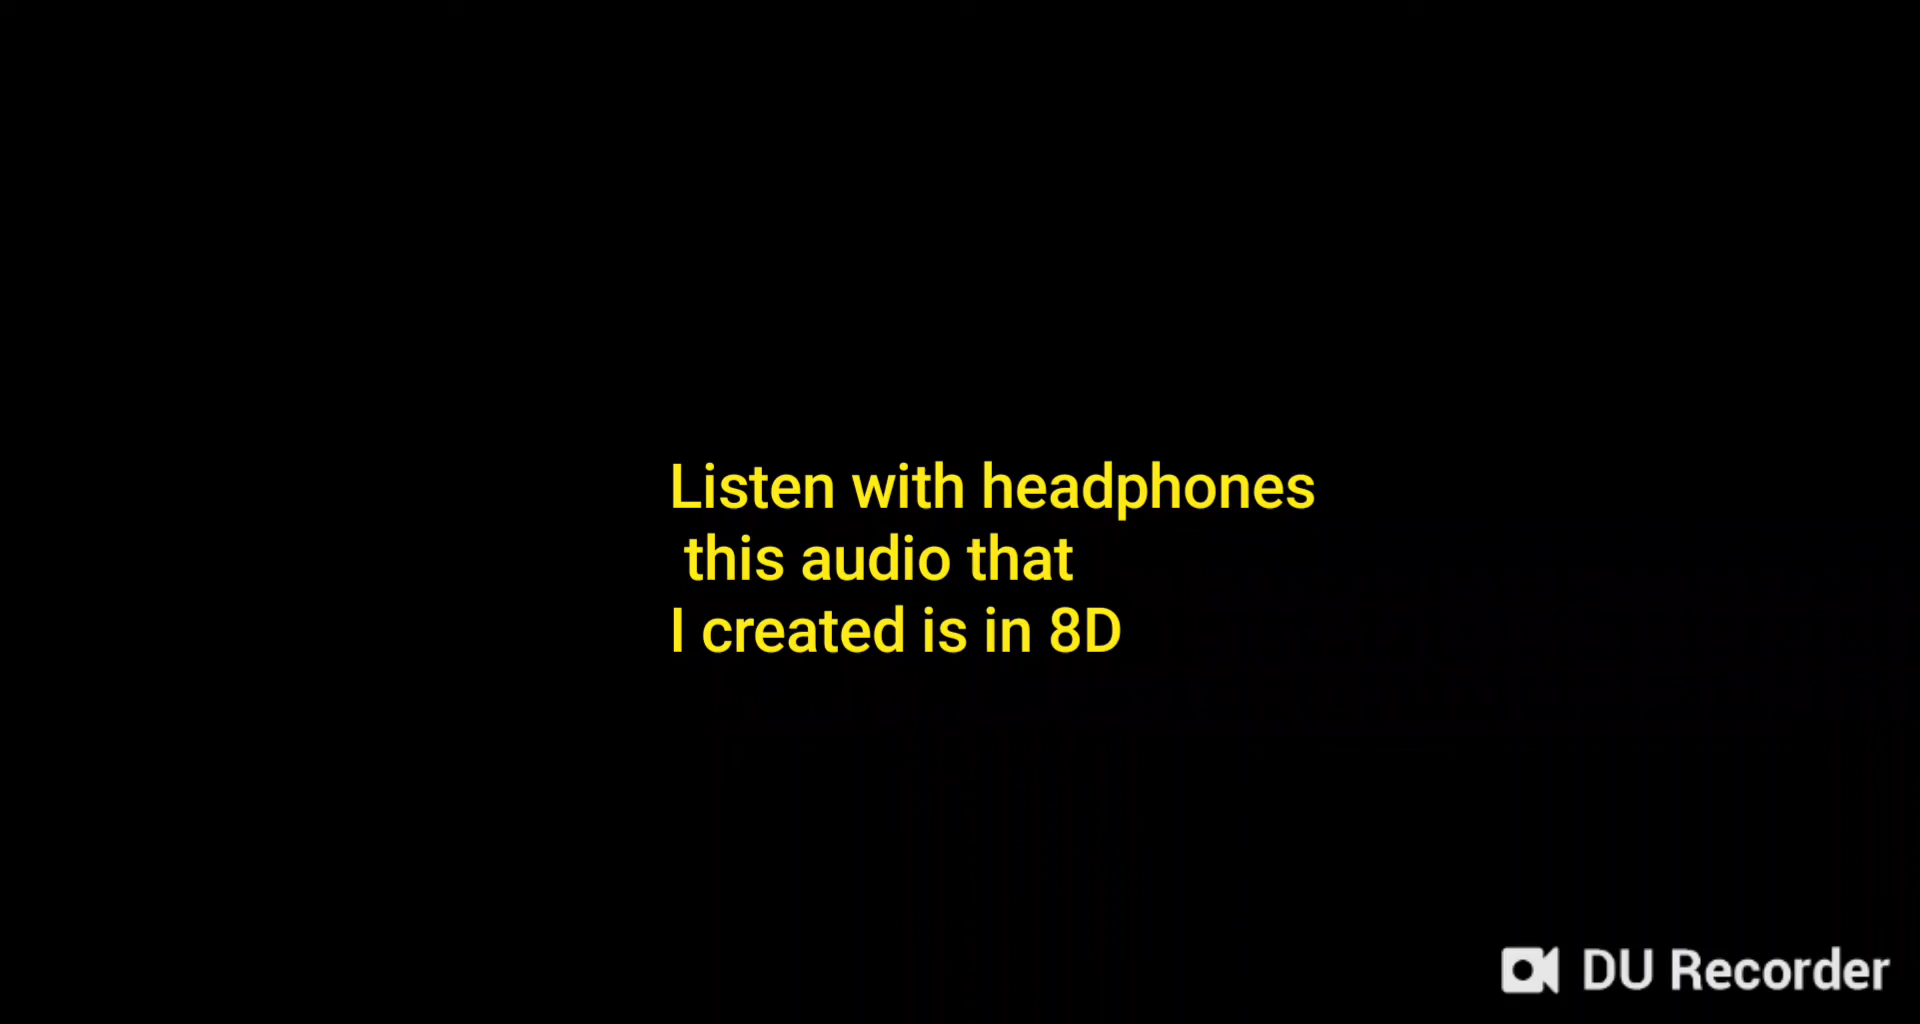 Listen with headphones
this audio that
I created is in 8D
DU Recorder